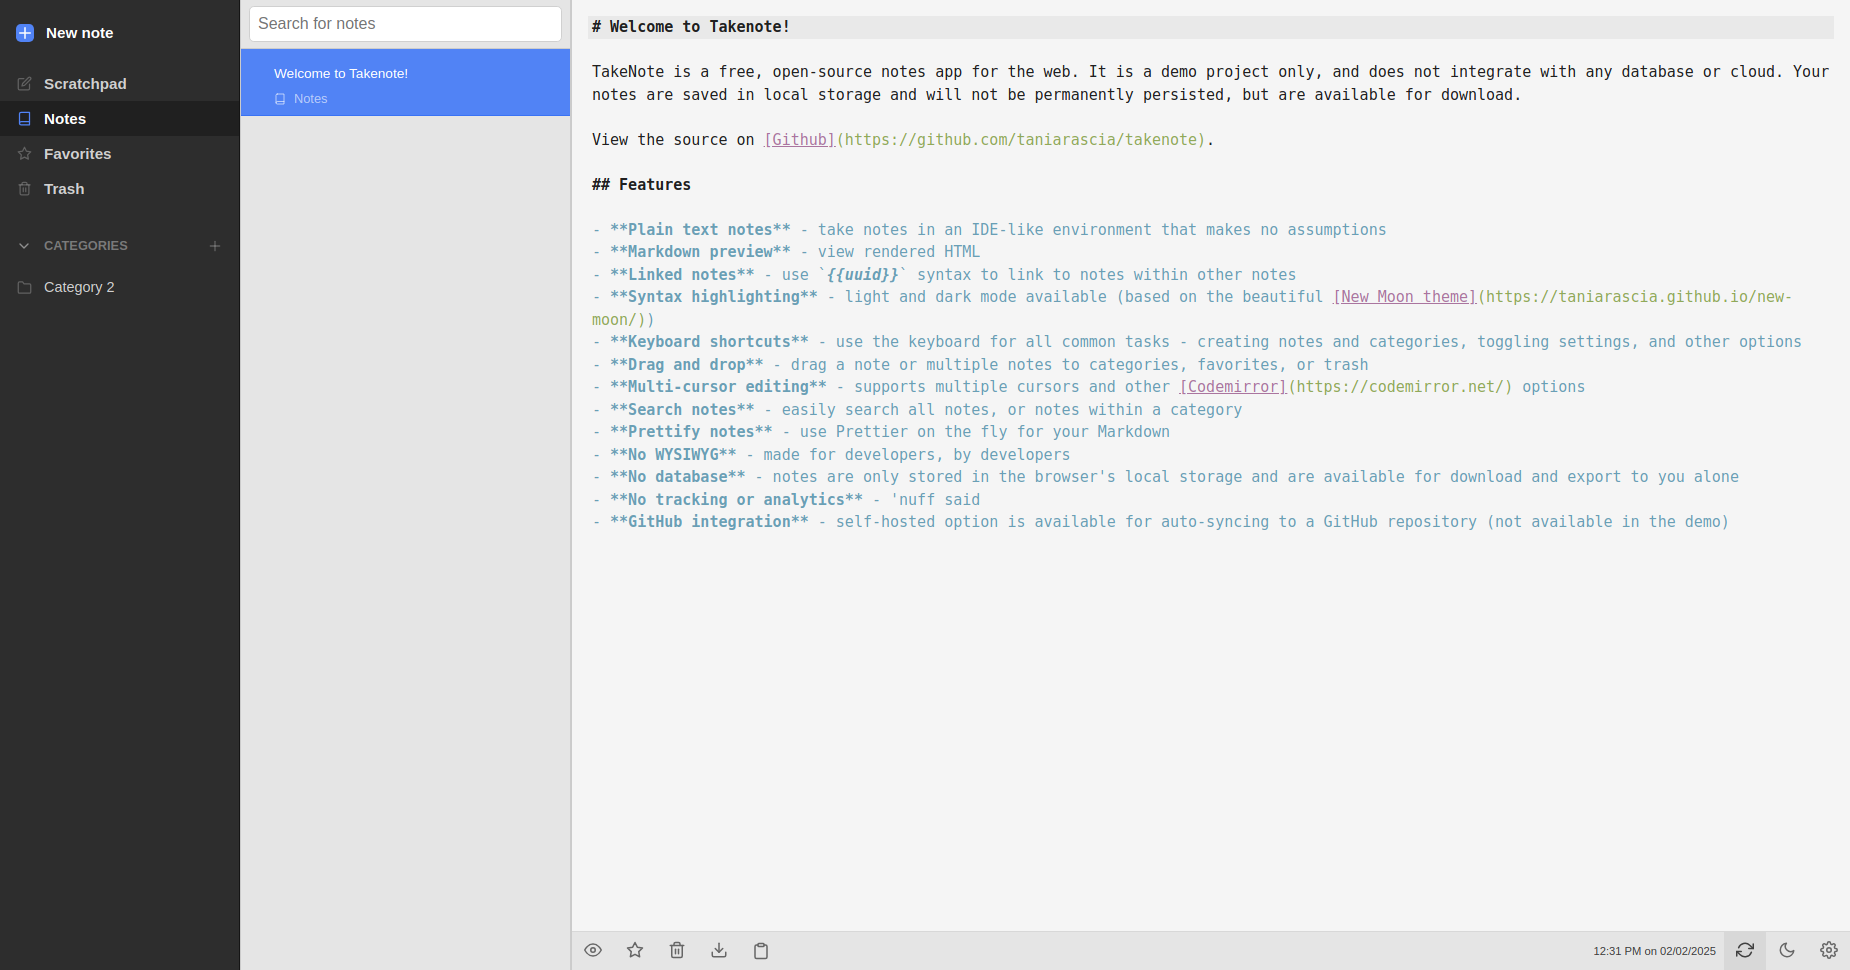 New note
Scratchpad
Notes
Favorites
Trash
CATEGORIES
Category 2
Search for notes
Welcome to Takenote!
Notes
# Welcome to Takenote!
TakeNote is a free, open-source notes app for the web. It is a demo project only, and does not integrate with any database or cloud. Your
notes are saved in local storage and will not be permanently persisted, but are available for download.
View the source on [Github](https://github.com/taniarascia/takenote).
## Features
- **Plain text notes** - take notes in an IDE-like environment that makes no assumptions
- **Markdown preview** - view rendered HTML
- **Linked notes** - use `{{uuid}}` syntax to link to notes within other notes
- **Syntax highlighting** - light and dark mode available (based on the beautiful [New Moon theme](https://taniarascia.github.io/new-
moon/))
- **Keyboard shortcuts** - use the keyboard for all common tasks - creating notes and categories, toggling settings, and other options
- **Drag and drop** - drag a note or multiple notes to categories, favorites, or trash
- **Multi-cursor editing** - supports multiple cursors and other [Codemirror](https://codemirror.net/) options
- **Search notes** - easily search all notes, or notes within a category
- **Prettify notes** - use Prettier on the fly for your Markdown
- **No WYSIWYG** - made for developers, by developers
- **No database** - notes are only stored in the browser's local storage and are available for download and export to you alone
- **No tracking or analytics** - 'nuff said
- **GitHub integration** - self-hosted option is available for auto-syncing to a GitHub repository (not available in the demo)
12:31 PM on 02/02/2025